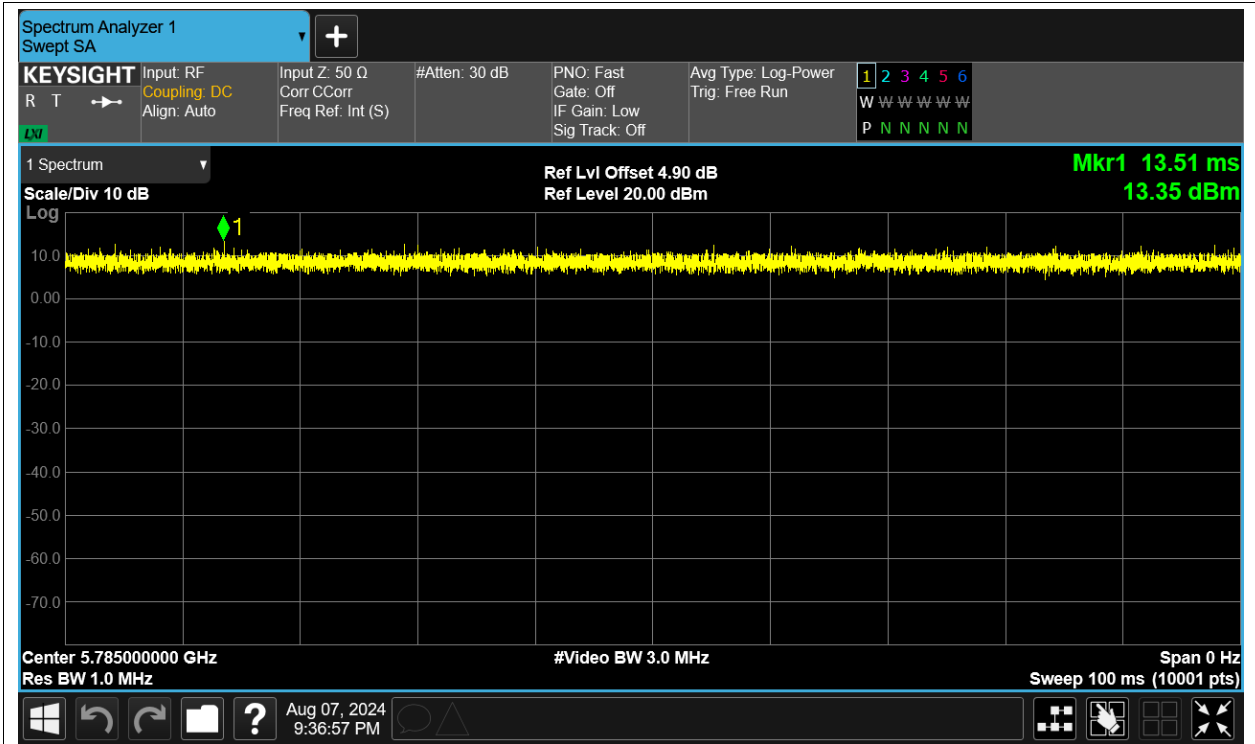 Spectrum Analyzer 1
Swept SA
KEYSIGHT
R T
LXI
Input: RF
Coupling: DC
Align: Auto
Input Z: 50 Ω
Corr CCorr
Freq Ref: Int (S)
#Atten: 30 dB
PNO: Fast
Gate: Off
IF Gain: Low
Sig Track: Off
Avg Type: Log-Power
Trig: Free Run
1 2 3 4 5 6
W W W W W W
P N N N N N
1 Spectrum
Scale/Div 10 dB
Ref Lvl Offset 4.90 dB
Ref Level 20.00 dBm
Mkr1 13.51 ms
13.35 dBm
Log
1
10.0
0.00
-10.0
-20.0
-30.0
-40.0
-50.0
-60.0
-70.0
Center 5.785000000 GHz
Res BW 1.0 MHz
#Video BW 3.0 MHz
Span 0 Hz
Sweep 100 ms (10001 pts)
?
Aug 07, 2024
9:36:57 PM